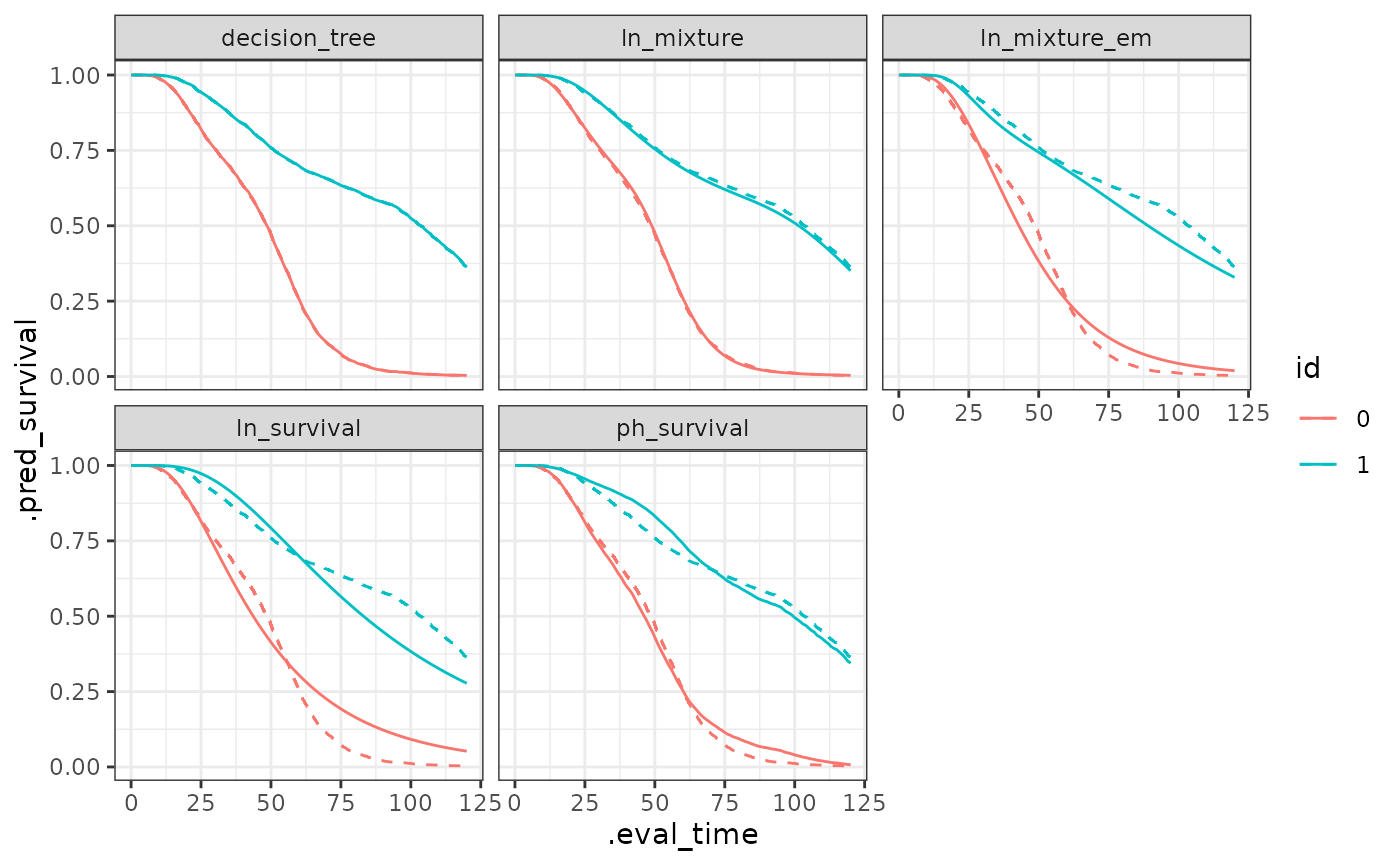 decision_tree ln_mixture ln_mixture_em
1.00
0.75
0.50
0.25
0.00
0 25 50 75 100 125
ln_survival ph_survival
1.00
0.75
0.50
0.25
0.00
0 25 50 75 100 125 0 25 50 75 100 125
.eval_time
.pred_survival
id
0
1